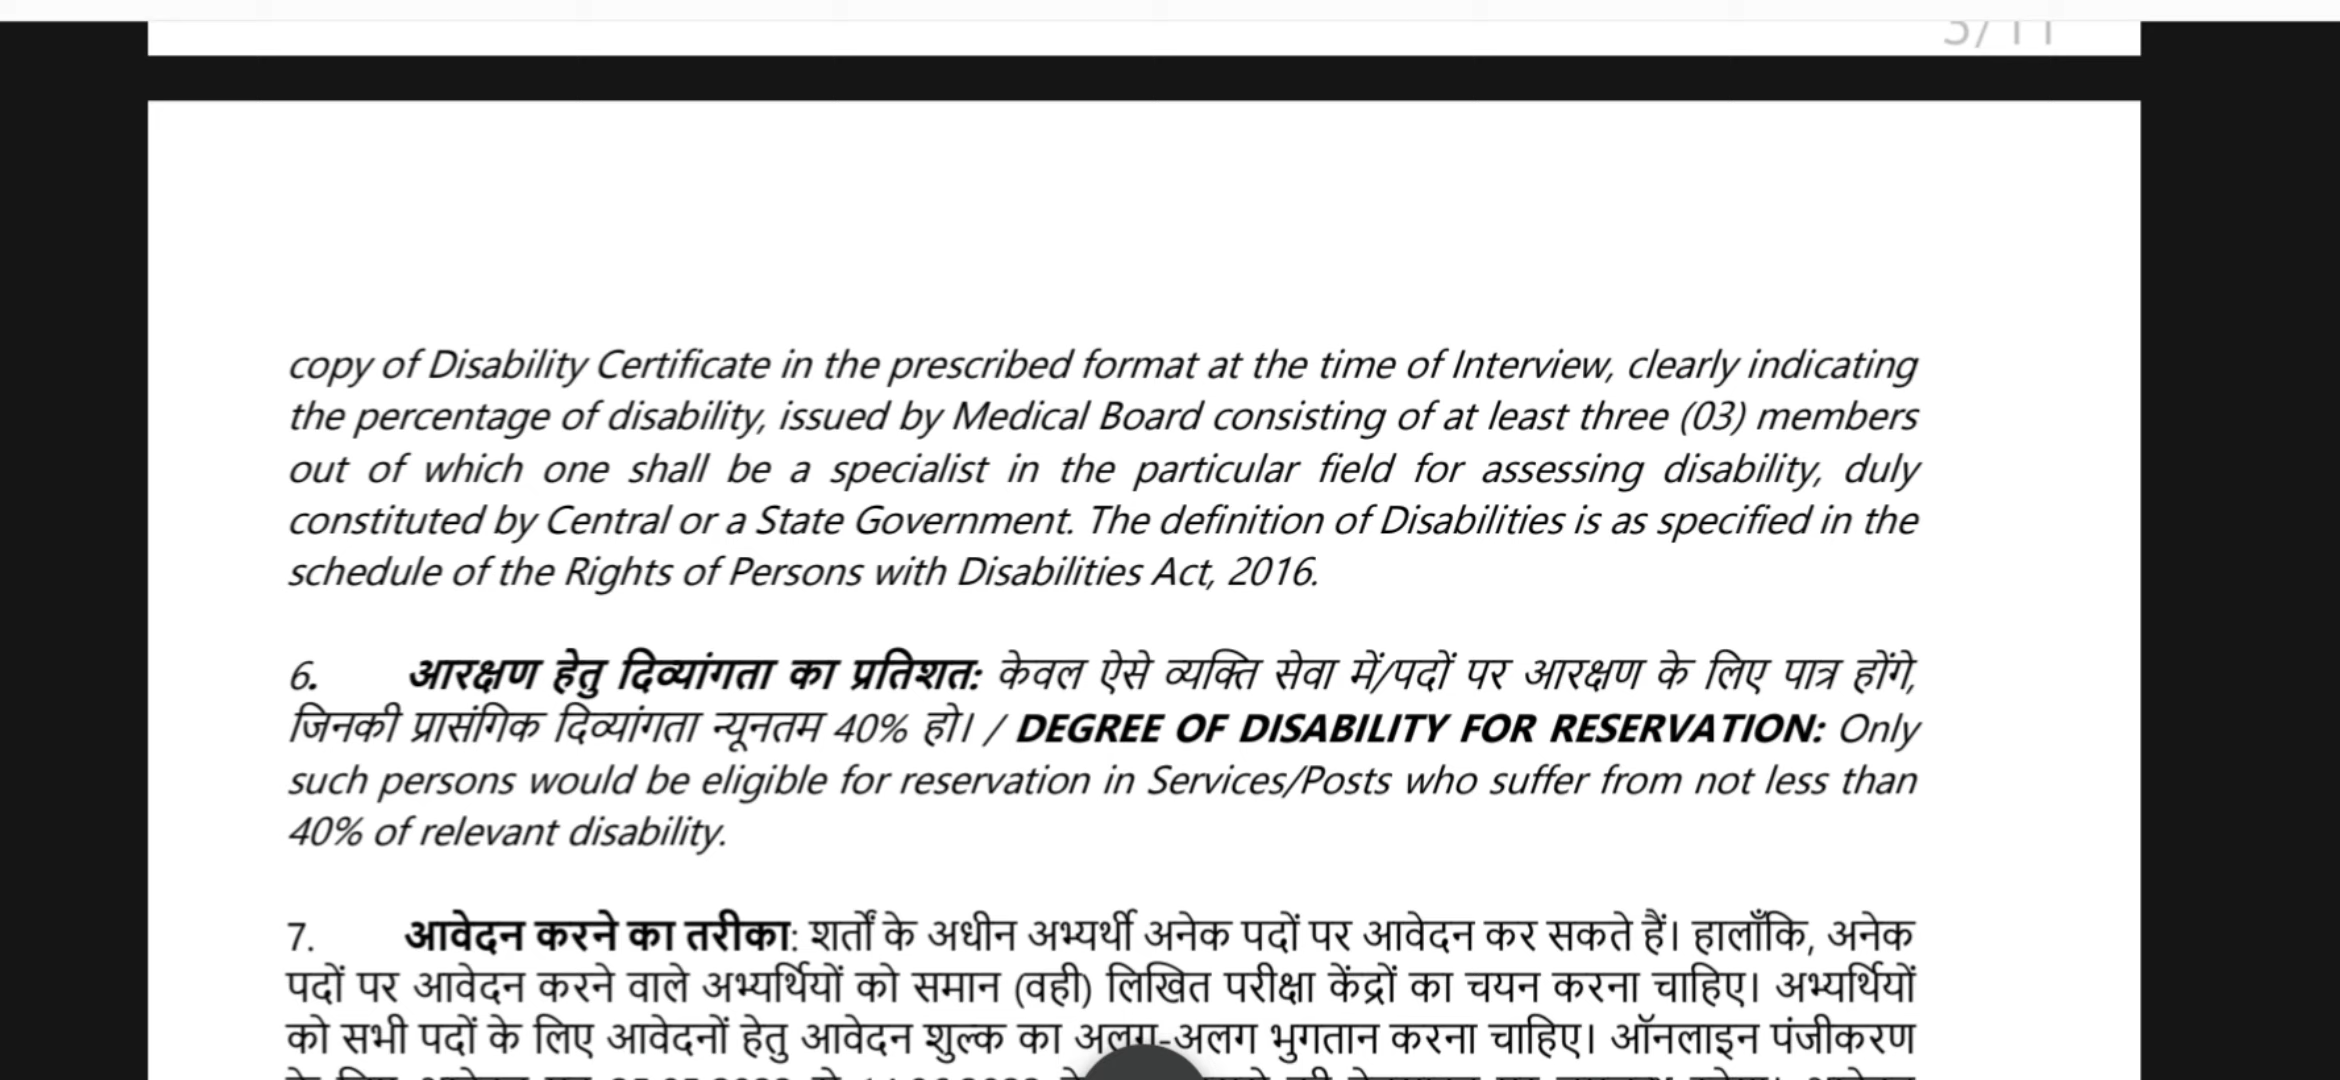 copy of Disability Certificate in the prescribed format at the time of Interview, clearly indicating
the percentage of disability, issued by Medical Board consisting of at least three (03) members
out of which one shall be a specialist in the particular field for assessing disability, duly
constituted by Central or a State Government. The definition of Disabilities is as specified in the
schedule of the Rights of Persons with Disabilities Act, 2016.
6. आरक्षण हेतु दिव्यांगता का प्रतिशत: केवल ऐसे व्यक्ति सेवा में/पदों पर आरक्षण के लिए पात्र होंगे,
जिनकी प्रासंगिक दिव्यांगता न्यूनतम 40% हो। / DEGREE OF DISABILITY FOR RESERVATION: Only
such persons would be eligible for reservation in Services/Posts who suffer from not less than
40% of relevant disability.
7. आवेदन करने का तरीका: शर्तों के अधीन अभ्यर्थी अनेक पदों पर आवेदन कर सकते हैं। हालाँकि, अनेक
पदों पर आवेदन करने वाले अभ्यर्थियों को समान (वही) लिखित परीक्षा केंद्रों का चयन करना चाहिए। अभ्यर्थियों
को सभी पदों के लिए आवेदनों हेतु आवेदन शुल्क का अलग-अलग भुगतान करना चाहिए। ऑनलाइन पंजीकरण